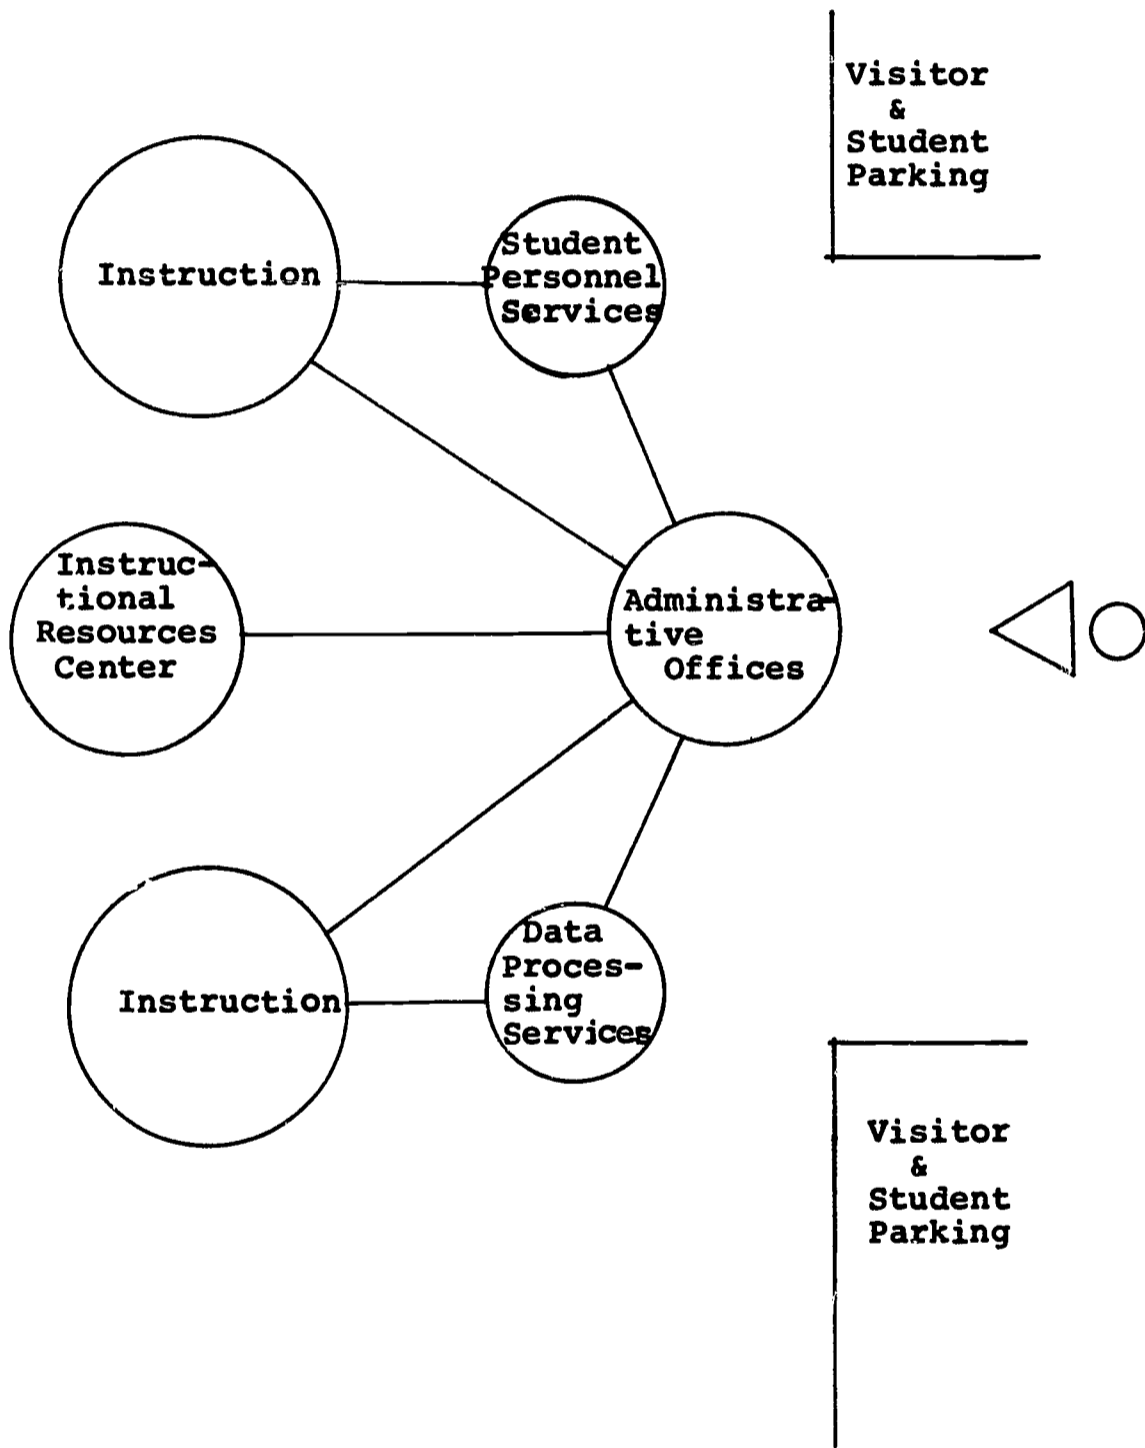 Visitor
&
Student
Parking
Instruction
Student
Personnel
Services
Instruc-
tional
Resources
Center
Administra-
tive
Offices
Instruction
Data
Proces-
sing
Services
Visitor
&
Student
Parking